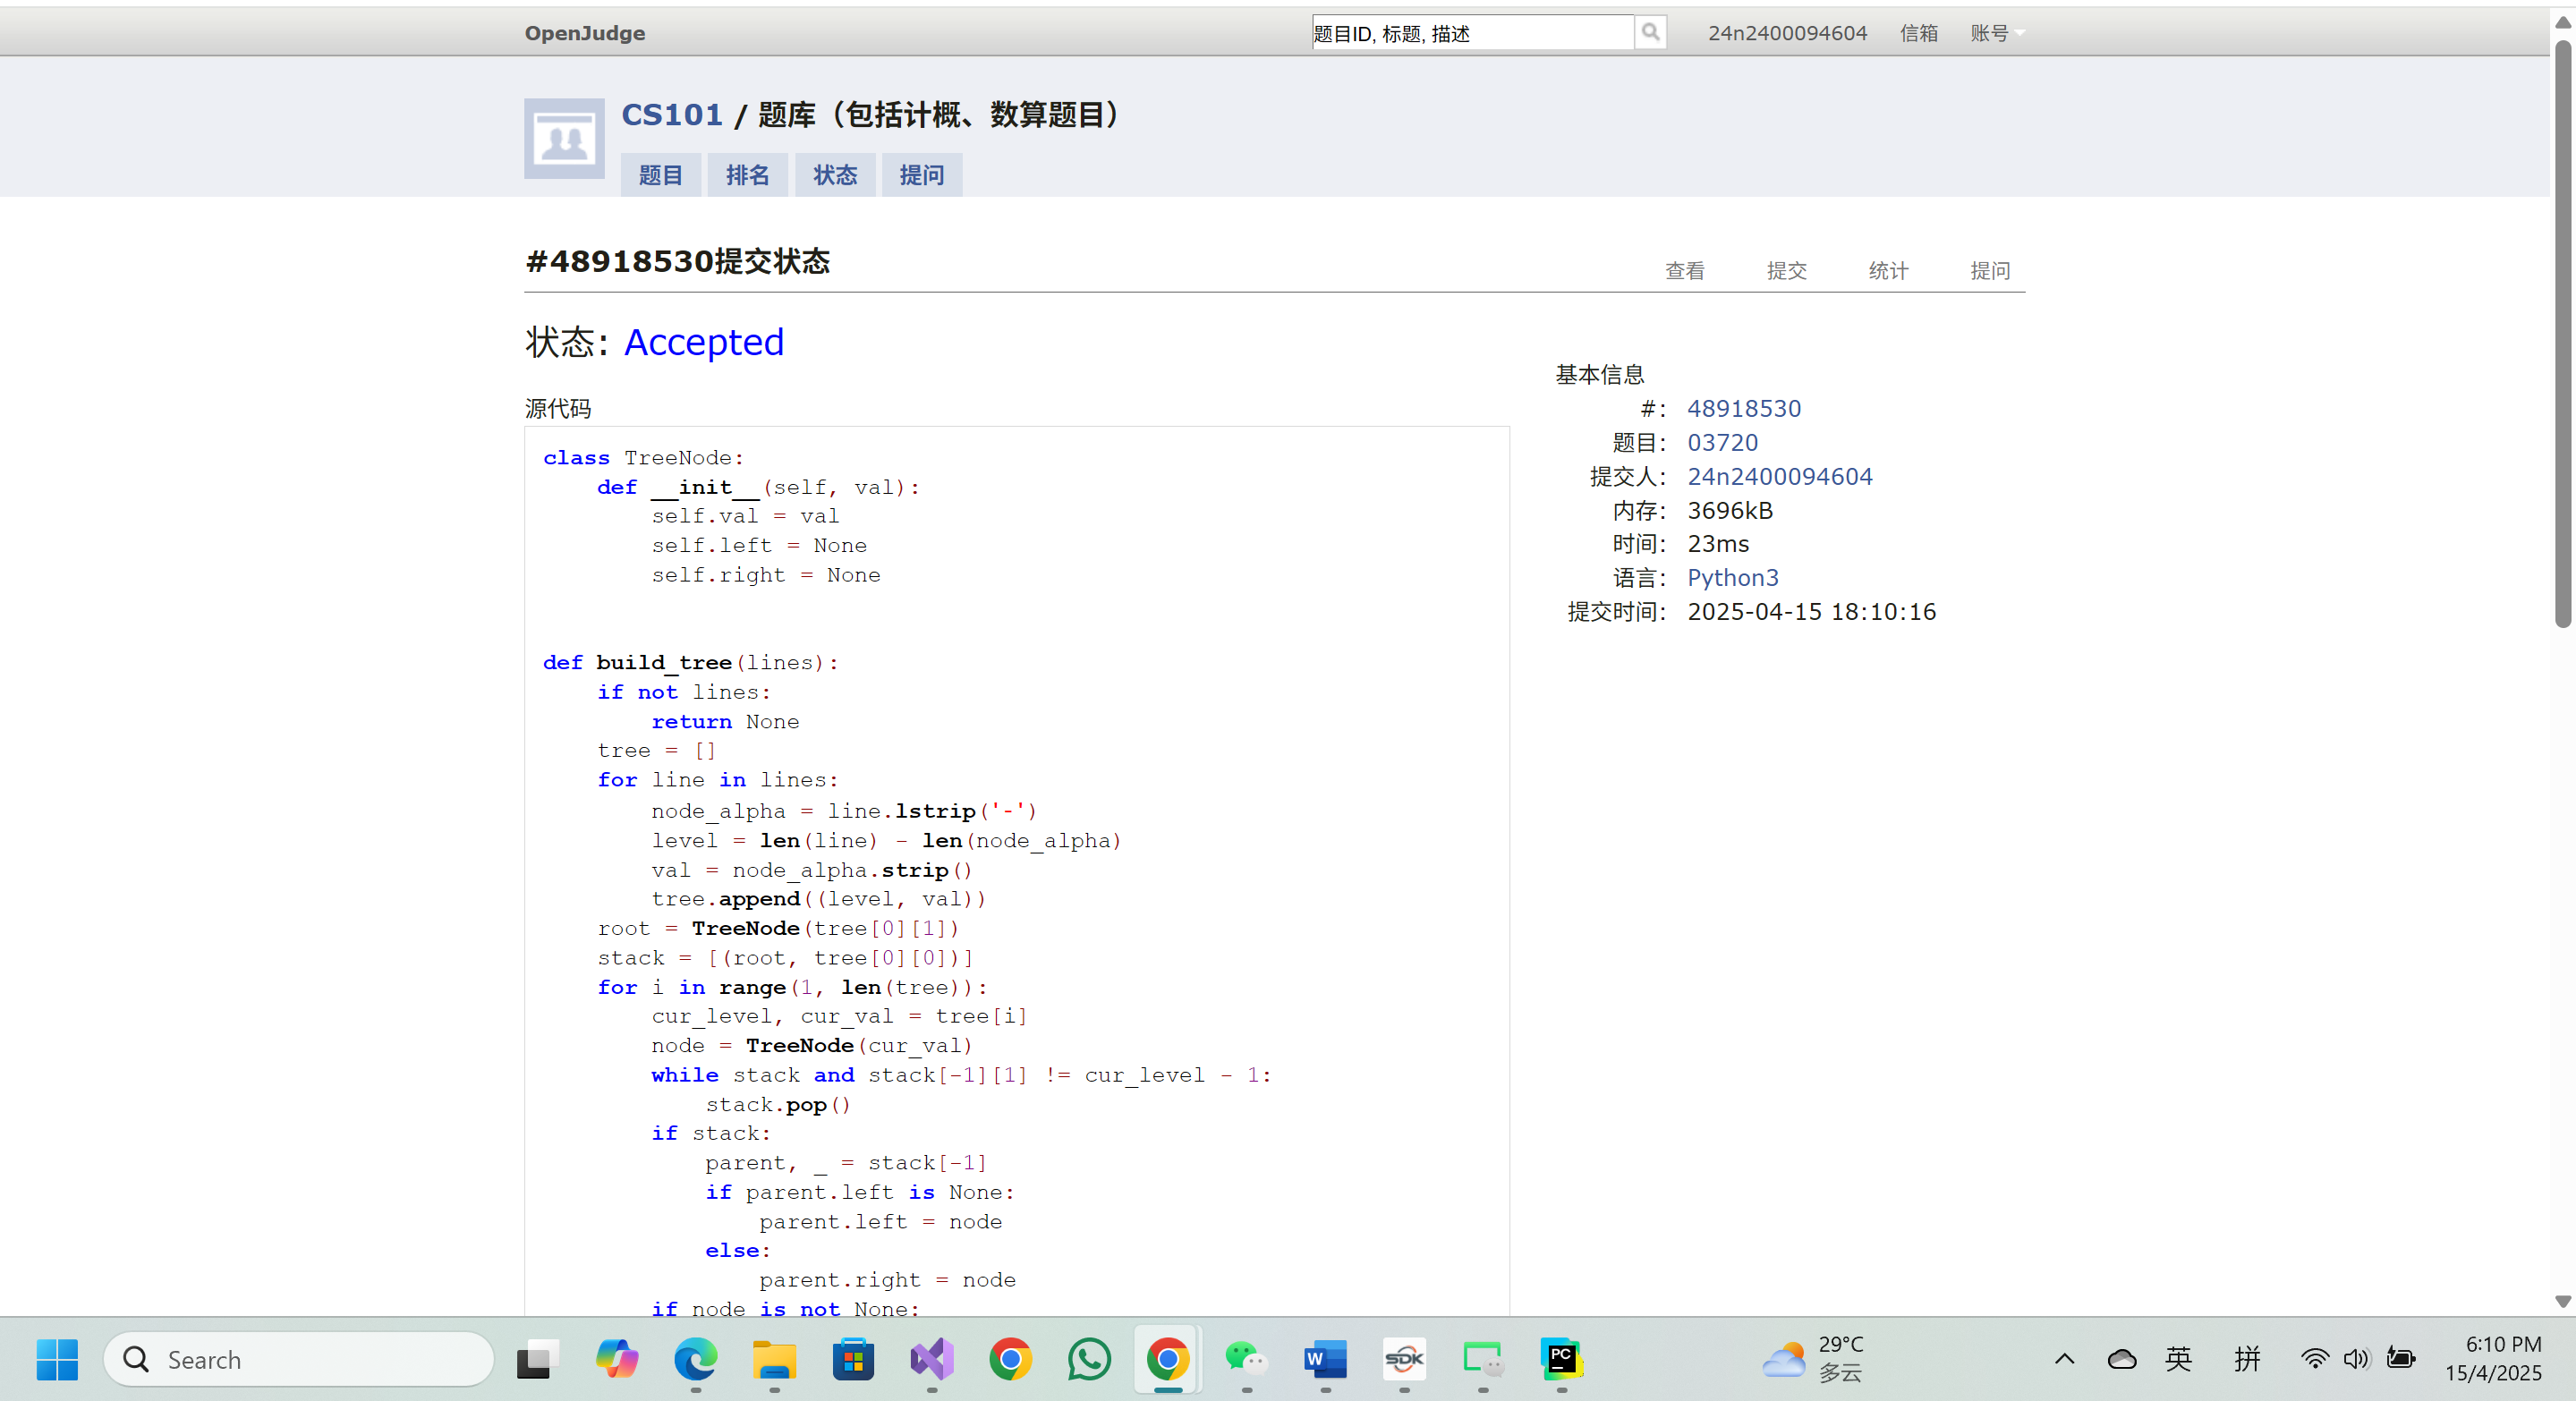 OpenJudge
题目ID, 标题, 描述
24n2400094604 信箱 账号
CS101 / 题库（包括计概、数算题目）
题目 排名 状态 提问
#48918530提交状态
查看 提交 统计 提问
状态: Accepted
源代码
class TreeNode:
    def __init__(self, val):
        self.val = val
        self.left = None
        self.right = None
def build_tree(lines):
    if not lines:
        return None
    tree = []
    for line in lines:
        node_alpha = line.lstrip('-')
        level = len(line) - len(node_alpha)
        val = node_alpha.strip()
        tree.append((level, val))
    root = TreeNode(tree[0][1])
    stack = [(root, tree[0][0])]
    for i in range(1, len(tree)):
        cur_level, cur_val = tree[i]
        node = TreeNode(cur_val)
        while stack and stack[-1][1] != cur_level - 1:
            stack.pop()
        if stack:
            parent, _ = stack[-1]
            if parent.left is None:
                parent.left = node
            else:
                parent.right = node
        if node is not None:
基本信息
#: 48918530
题目: 03720
提交人: 24n2400094604
内存: 3696kB
时间: 23ms
语言: Python3
提交时间: 2025-04-15 18:10:16
Search
W
SDK
PC
29°C
多云
英
拼
6:10 PM
15/4/2025